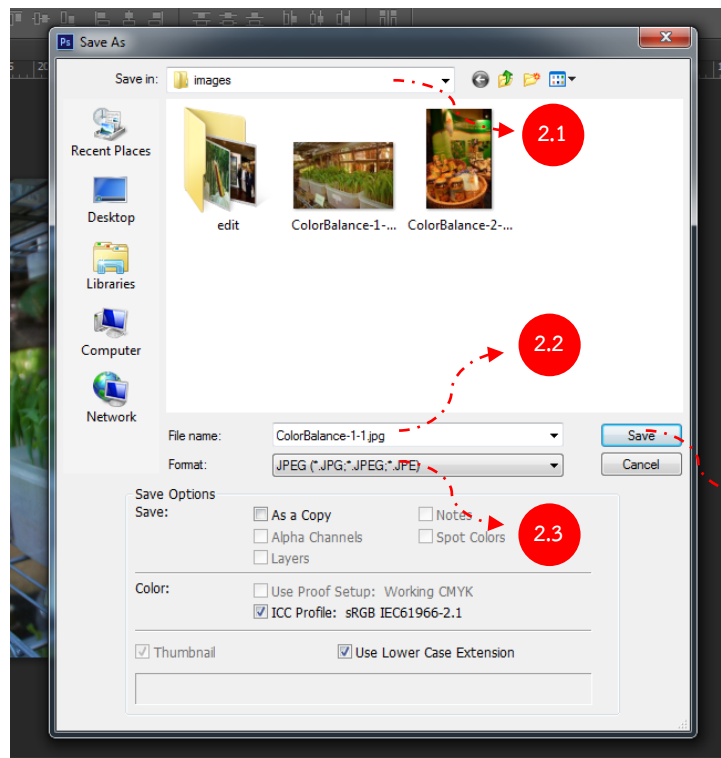 Ps Save As
Save in: images
2.1
Recent Places
Desktop
Libraries
Computer
Network
edit
ColorBalance-1-...
ColorBalance-2-...
2.2
File name: ColorBalance-1-1.jpg
Save
Format: JPEG (*.JPG;*.JPEG;*.JPE)
Cancel
Save Options
Save: As a Copy Notes
Alpha Channels Spot Colors
Layers
2.3
Color: Use Proof Setup: Working CMYK
ICC Profile: sRGB IEC61966-2.1
Thumbnail Use Lower Case Extension